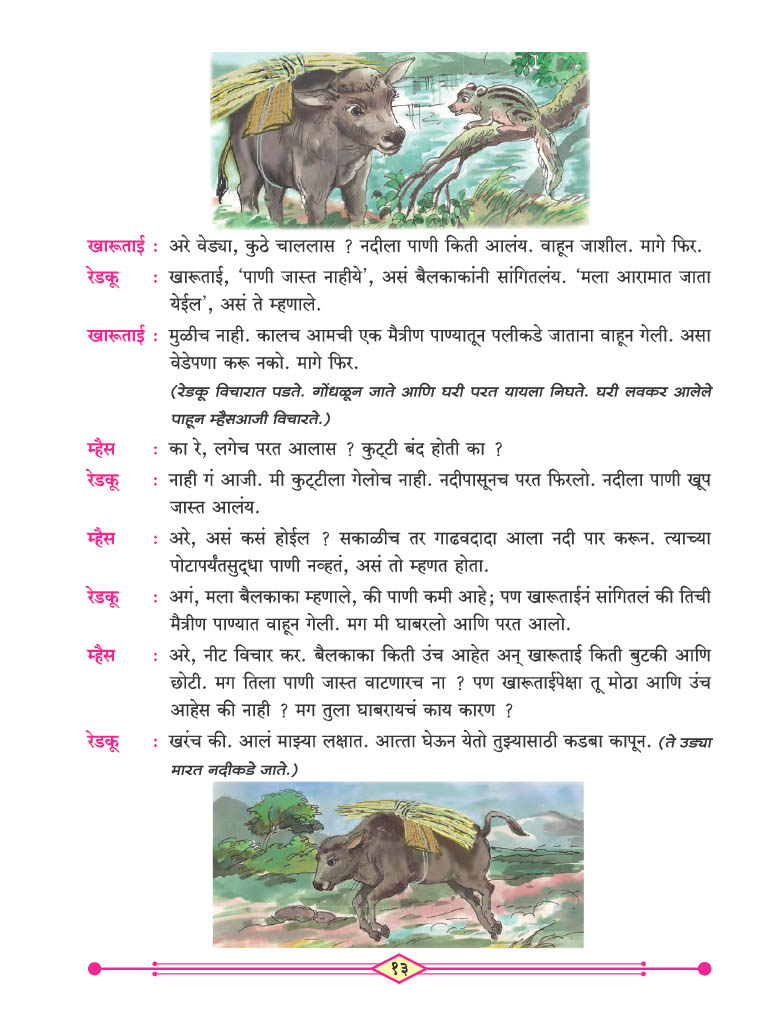 खारूताई : अरे वेड्या, कुठे चाललास ? नदीला पाणी किती आलंय. वाहून जाशील. मागे फिर.
रेडकू : खारूताई, ‘पाणी जास्त नाहीये’, असं बैलकाकांनी सांगितलंय. ‘मला आरामात जाता
येईल’, असं ते म्हणाले.
खारूताई : मुळीच नाही. कालच आमची एक मैत्रीण पाण्यातून पलीकडे जाताना वाहून गेली. असा
वेडेपणा करू नको. मागे फिर.
(रेडकू विचारात पडते. गोंधळून जाते आणि घरी परत यायला निघते. घरी लवकर आलेले
पाहून म्हैसआजी विचारते.)
म्हैस : का रे, लगेच परत आलास ? कुट्टी बंद होती का ?
रेडकू : नाही गं आजी. मी कुट्टीला गेलोच नाही. नदीपासूनच परत फिरलो. नदीला पाणी खूप
जास्त आलंय.
म्हैस : अरे, असं कसं होईल ? सकाळीच तर गाढवदादा आला नदी पार करून. त्याच्या
पोटापर्यंतसुद्धा पाणी नव्हतं, असं तो म्हणत होता.
रेडकू : अगं, मला बैलकाका म्हणाले, की पाणी कमी आहे; पण खारूताईनं सांगितलं की तिची
मैत्रीण पाण्यात वाहून गेली. मग मी घाबरलो आणि परत आलो.
म्हैस : अरे, नीट विचार कर. बैलकाका किती उंच आहेत अन् खारूताई किती बुटकी आणि
छोटी. मग तिला पाणी जास्त वाटणारच ना ? पण खारूताईपेक्षा तू मोठा आणि उंच
आहेस की नाही ? मग तुला घाबरायचं काय कारण ?
रेडकू : खरंच की. आलं माझ्या लक्षात. आत्ता घेऊन येतो तुझ्यासाठी कडबा कापून. (ते उड्या
मारत नदीकडे जाते.)
१३